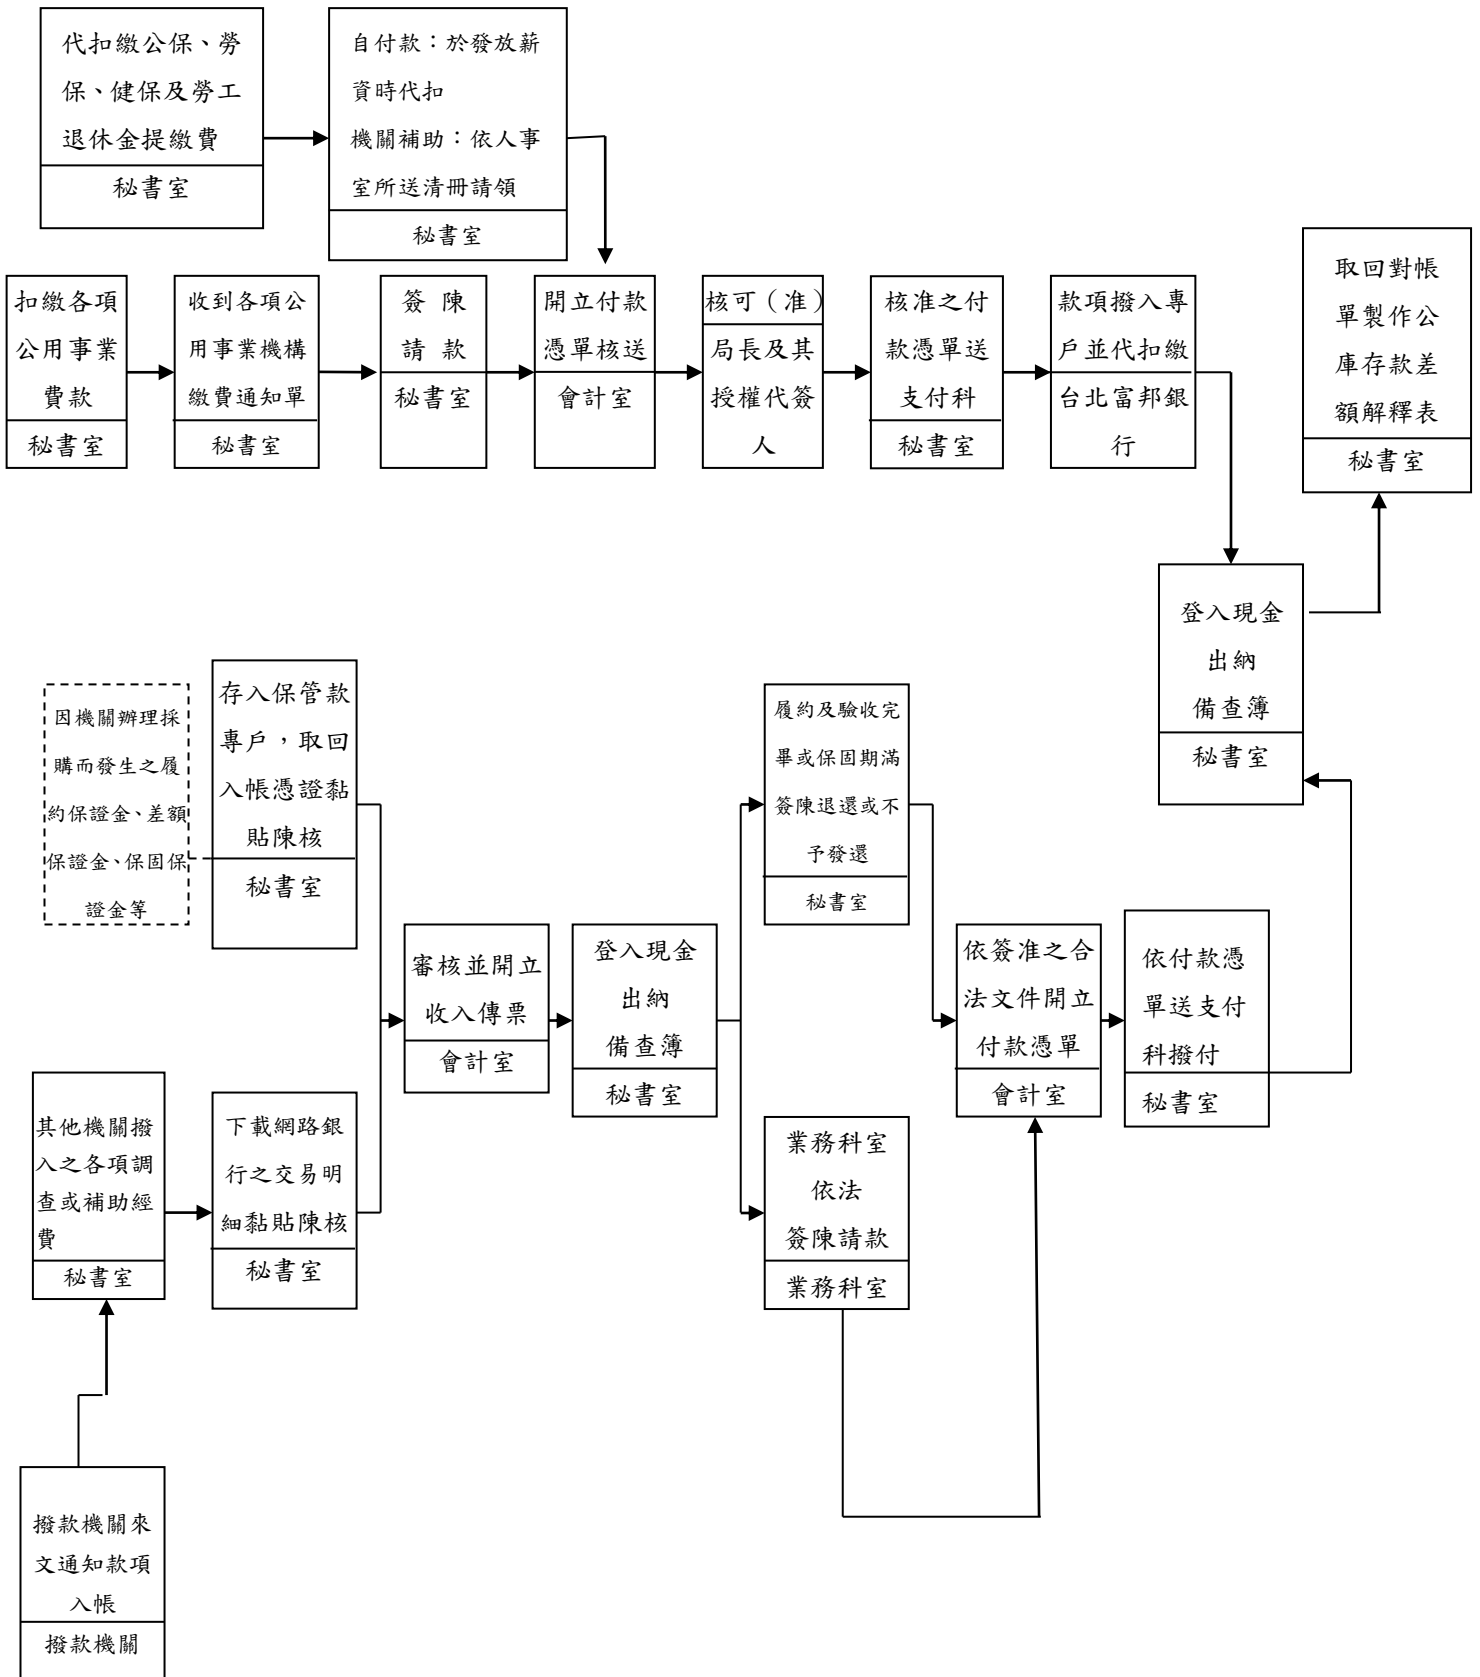 代扣繳公保、勞
保、健保及勞工
退休金提繳費
秘書室
自付款：於發放薪
資時代扣
機關補助：依人事
室所送清冊請領
秘書室
扣繳各項
公用事業
費款
秘書室
收到各項公
用事業機構
繳費通知單
秘書室
簽陳
請款
秘書室
開立付款
憑單核送
會計室
核可（准）
局長及其
授權代簽
人
核准之付
款憑單送
支付科
秘書室
款項撥入專
戶並代扣繳
台北富邦銀
行
取回對帳
單製作公
庫存款差
額解釋表
秘書室
登入現金
出納
備查簿
秘書室
因機關辦理採
購而發生之履
約保證金、差額
保證金、保固保
證金等
存入保管款
專戶，取回
入帳憑證黏
貼陳核
秘書室
履約及驗收完
畢或保固期滿
簽陳退還或不
予發還
秘書室
審核並開立
收入傳票
會計室
登入現金
出納
備查簿
秘書室
依簽准之合
法文件開立
付款憑單
會計室
依付款憑
單送支付
科撥付
秘書室
其他機關撥
入之各項調
查或補助經
費
秘書室
下載網路銀
行之交易明
細黏貼陳核
秘書室
業務科室
依法
簽陳請款
業務科室
撥款機關來
文通知款項
入帳
撥款機關